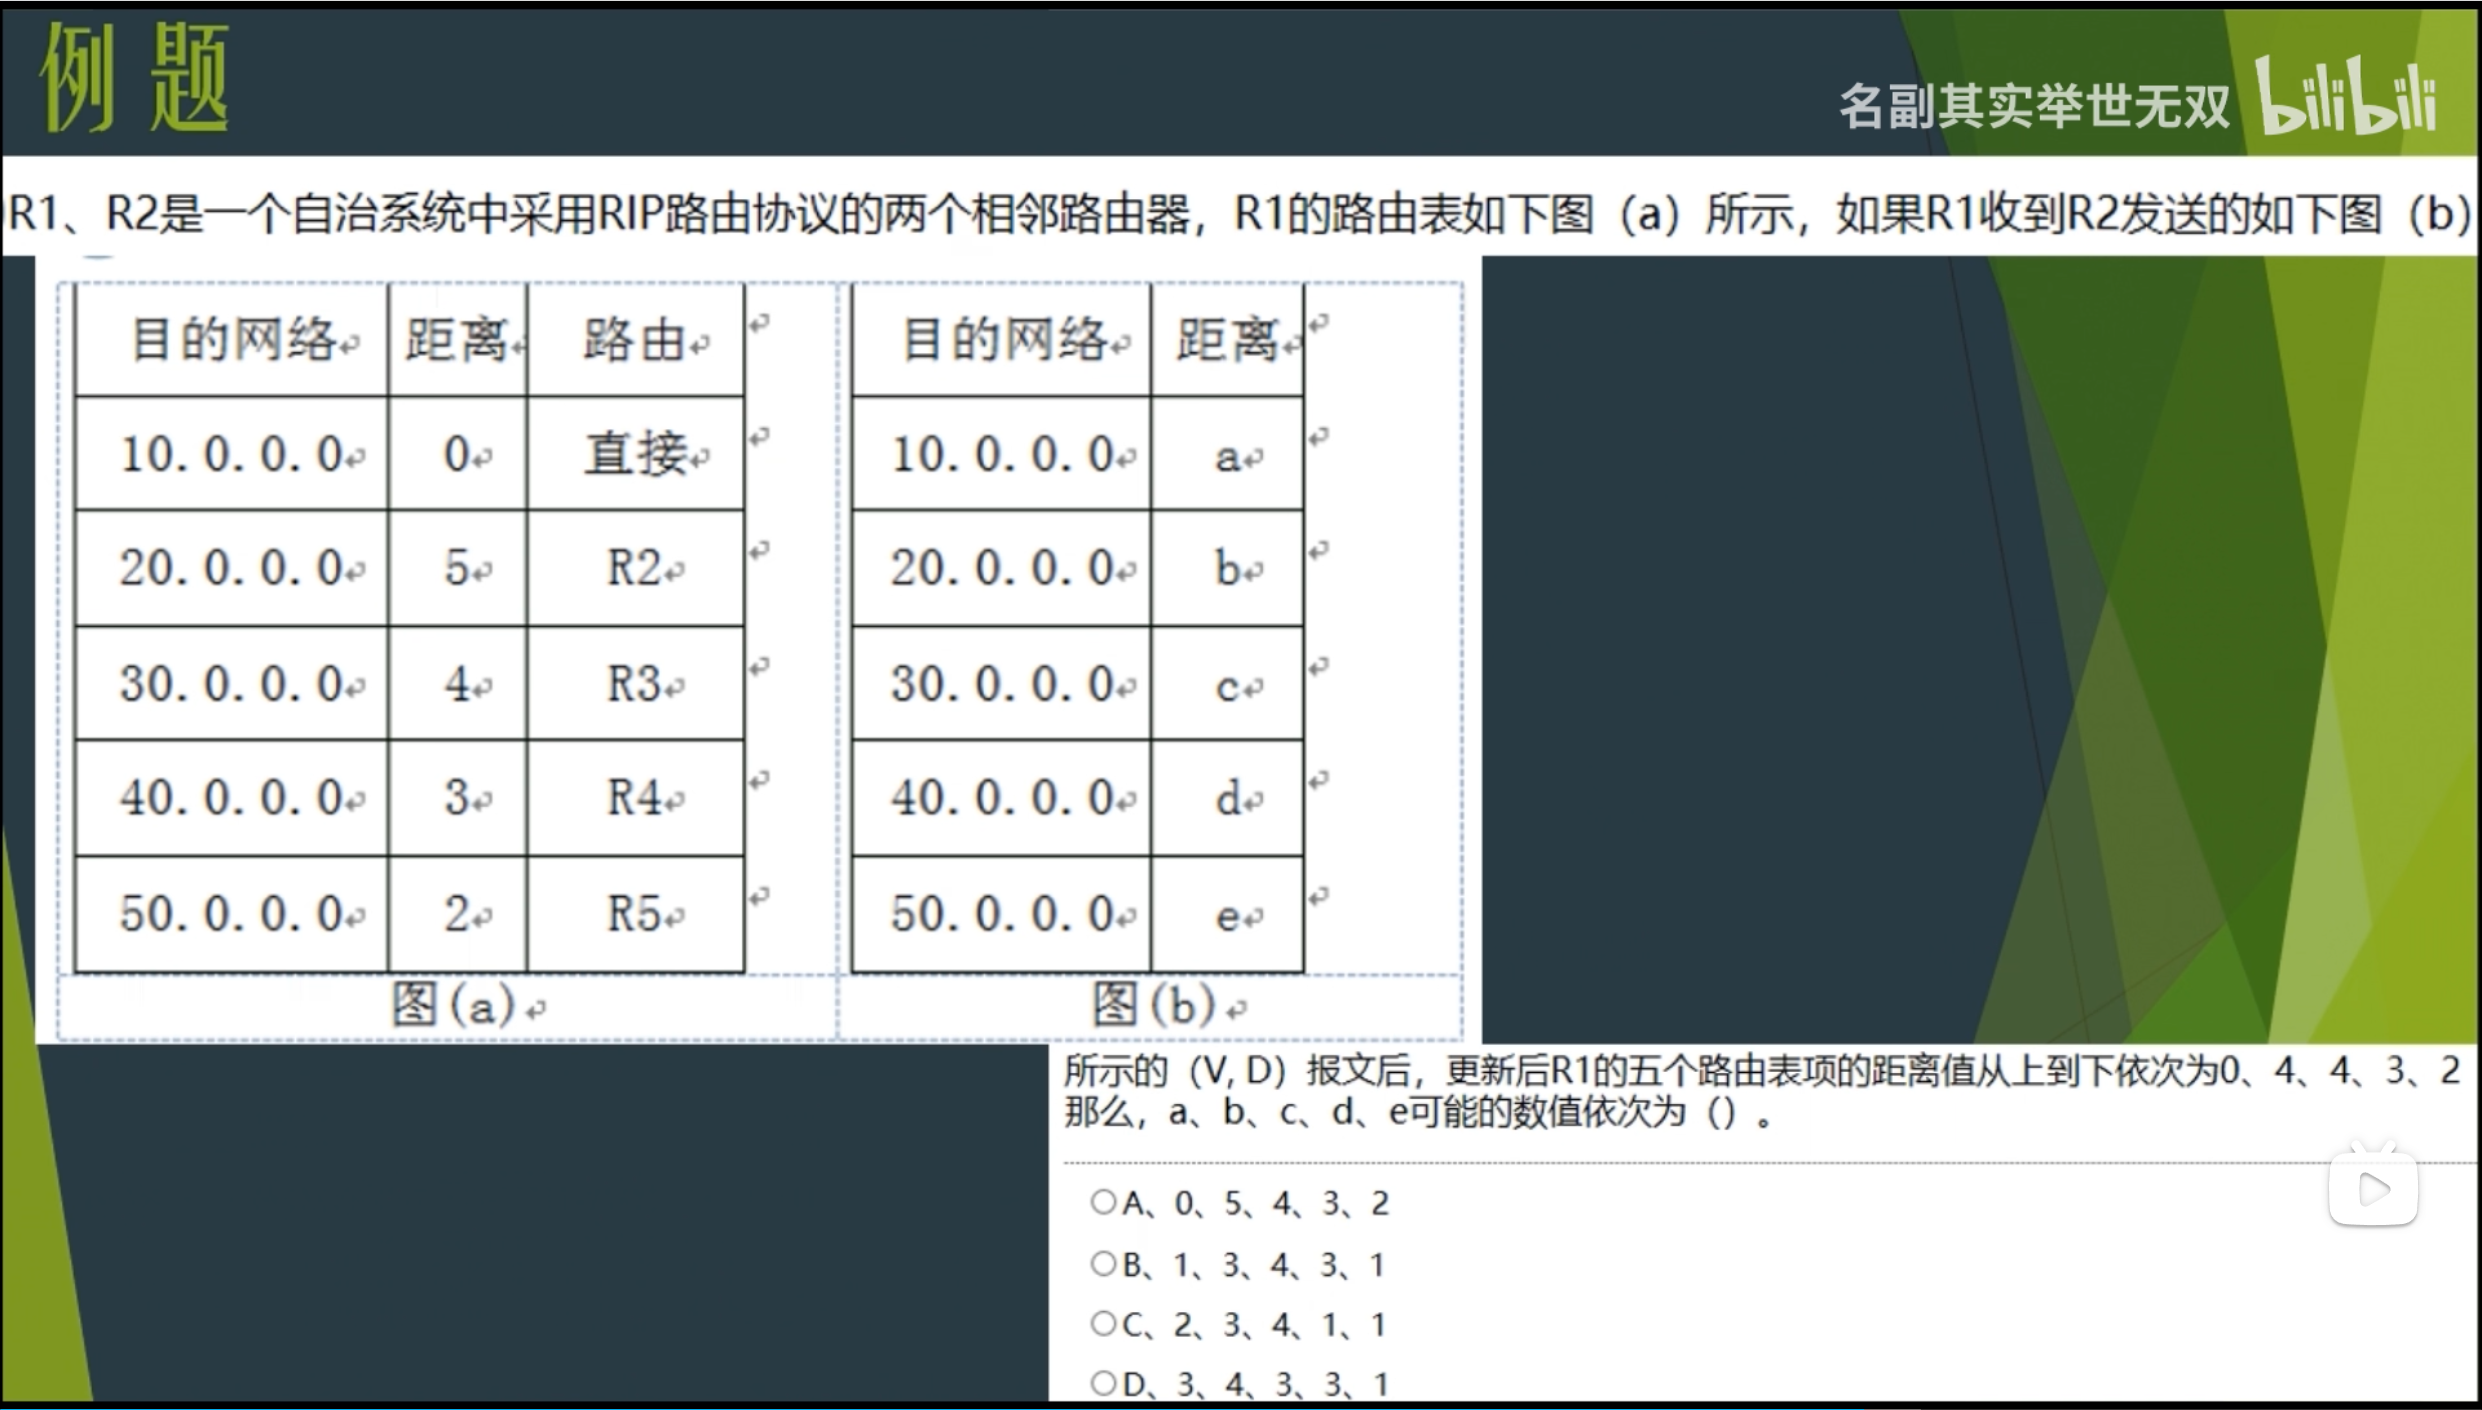 例 题
名副其实举世无双 bilibili
R1、R2是一个自治系统中采用RIP路由协议的两个相邻路由器，R1的路由表如下图（a）所示，如果R1收到R2发送的如下图（b）
目的网络 距离 路由
10.0.0.0 0 直接
20.0.0.0 5 R2
30.0.0.0 4 R3
40.0.0.0 3 R4
50.0.0.0 2 R5
图(a)
目的网络 距离
10.0.0.0 a
20.0.0.0 b
30.0.0.0 c
40.0.0.0 d
50.0.0.0 e
图(b)
所示的（V, D）报文后，更新后R1的五个路由表项的距离值从上到下依次为0、4、4、3、2
那么，a、b、c、d、e可能的数值依次为（）。
A、0、5、4、3、2
B、1、3、4、3、1
C、2、3、4、1、1
D、3、4、3、3、1